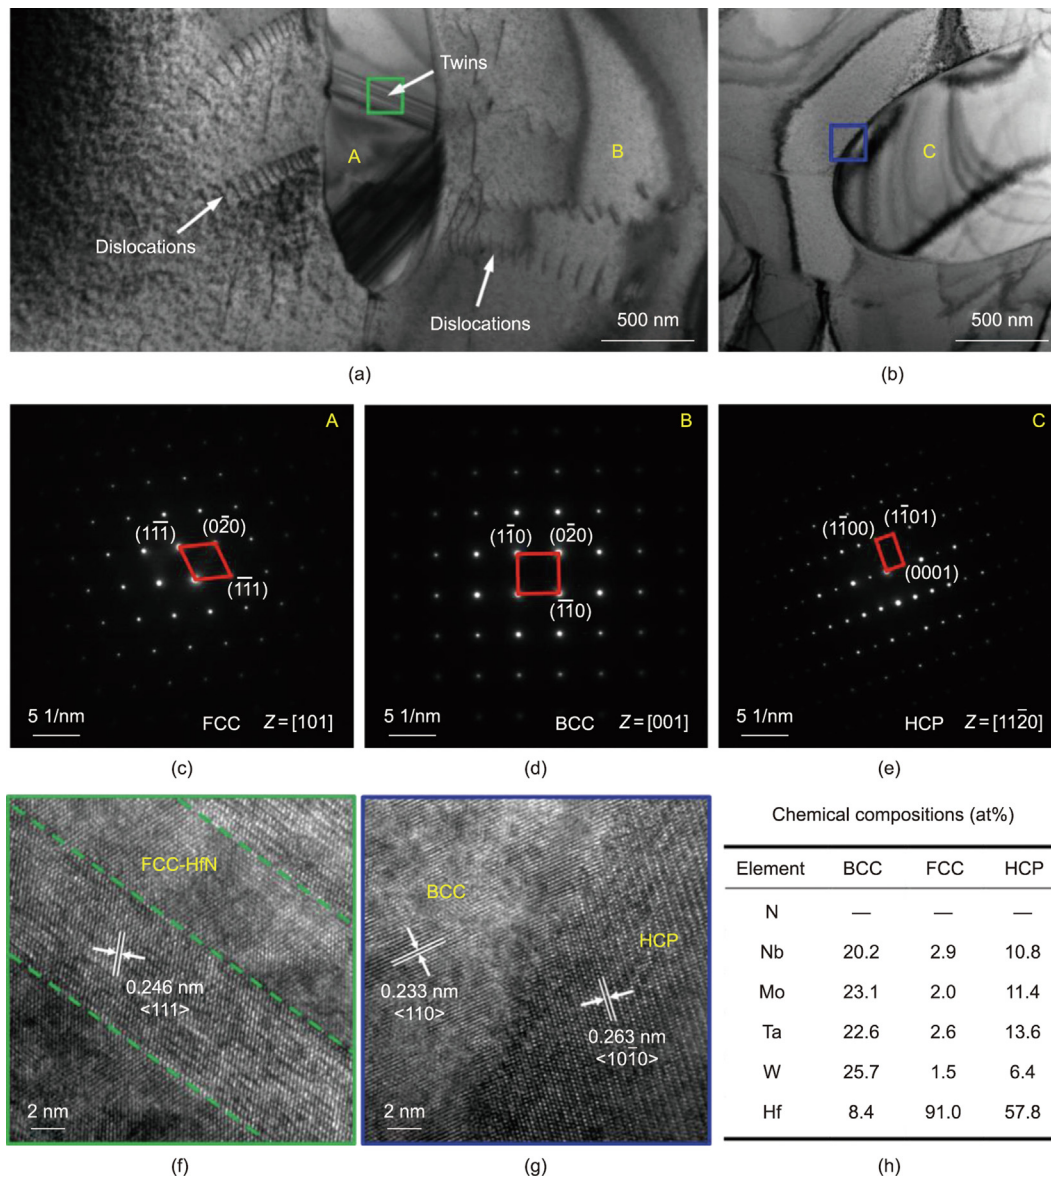 Twins
A
B
Dislocations
Dislocations
500 nm
C
500 nm
(a)
(b)
A
(11̅1̅)
(02̅0)
(1̅1̅1)
5 1/nm
FCC
Z = [101]
B
(11̅0)
(02̅0)
(1̅1̅0)
5 1/nm
BCC
Z = [001]
C
(11̅00)
(11̅01)
(0001)
5 1/nm
HCP
Z = [112̅0]
(c)
(d)
(e)
FCC-HfN
0.246 nm
<111>
2 nm
BCC
HCP
0.233 nm
<110>
0.263 nm
<101̅0>
2 nm
Chemical compositions (at%)
Element BCC FCC HCP
N — — —
Nb 20.2 2.9 10.8
Mo 23.1 2.0 11.4
Ta 22.6 2.6 13.6
W 25.7 1.5 6.4
Hf 8.4 91.0 57.8
(f)
(g)
(h)